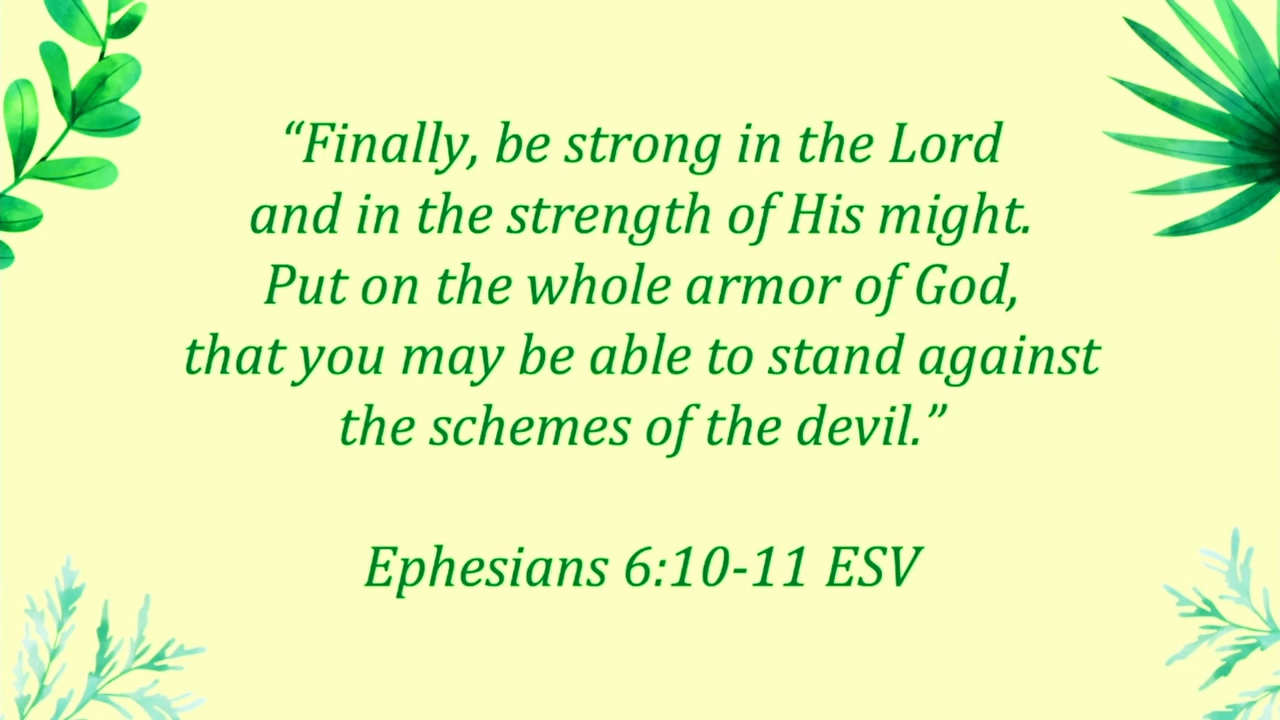 “Finally, be strong in the Lord
and in the strength of His might.
Put on the whole armor of God,
that you may be able to stand against
the schemes of the devil.”
Ephesians 6:10-11 ESV